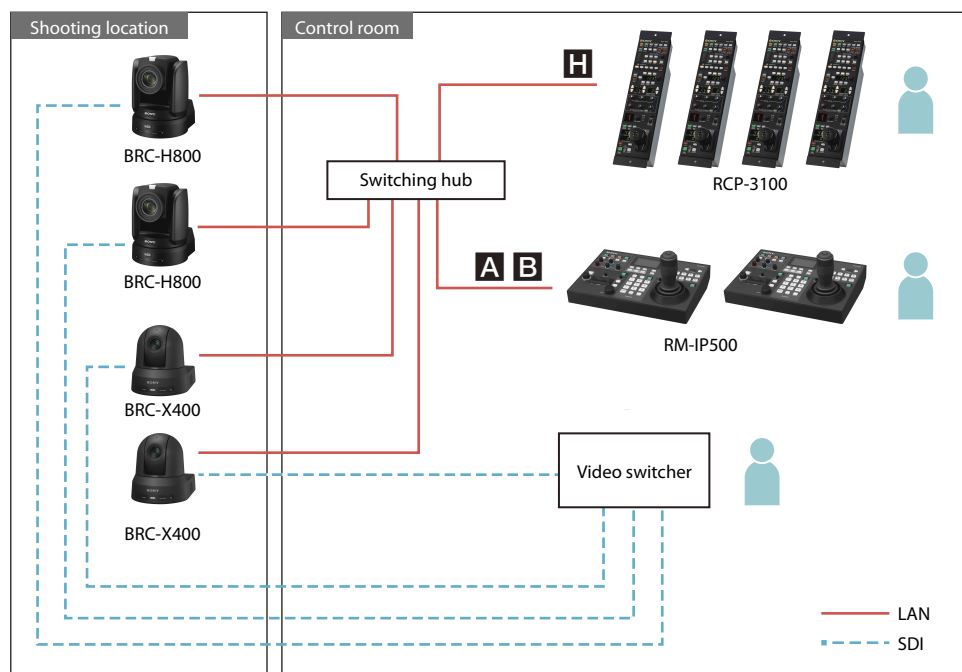 Shooting location
Control room
H
BRC-H800
RCP-3100
Switching hub
BRC-H800
A B
RM-IP500
BRC-X400
Video switcher
BRC-X400
LAN
SDI